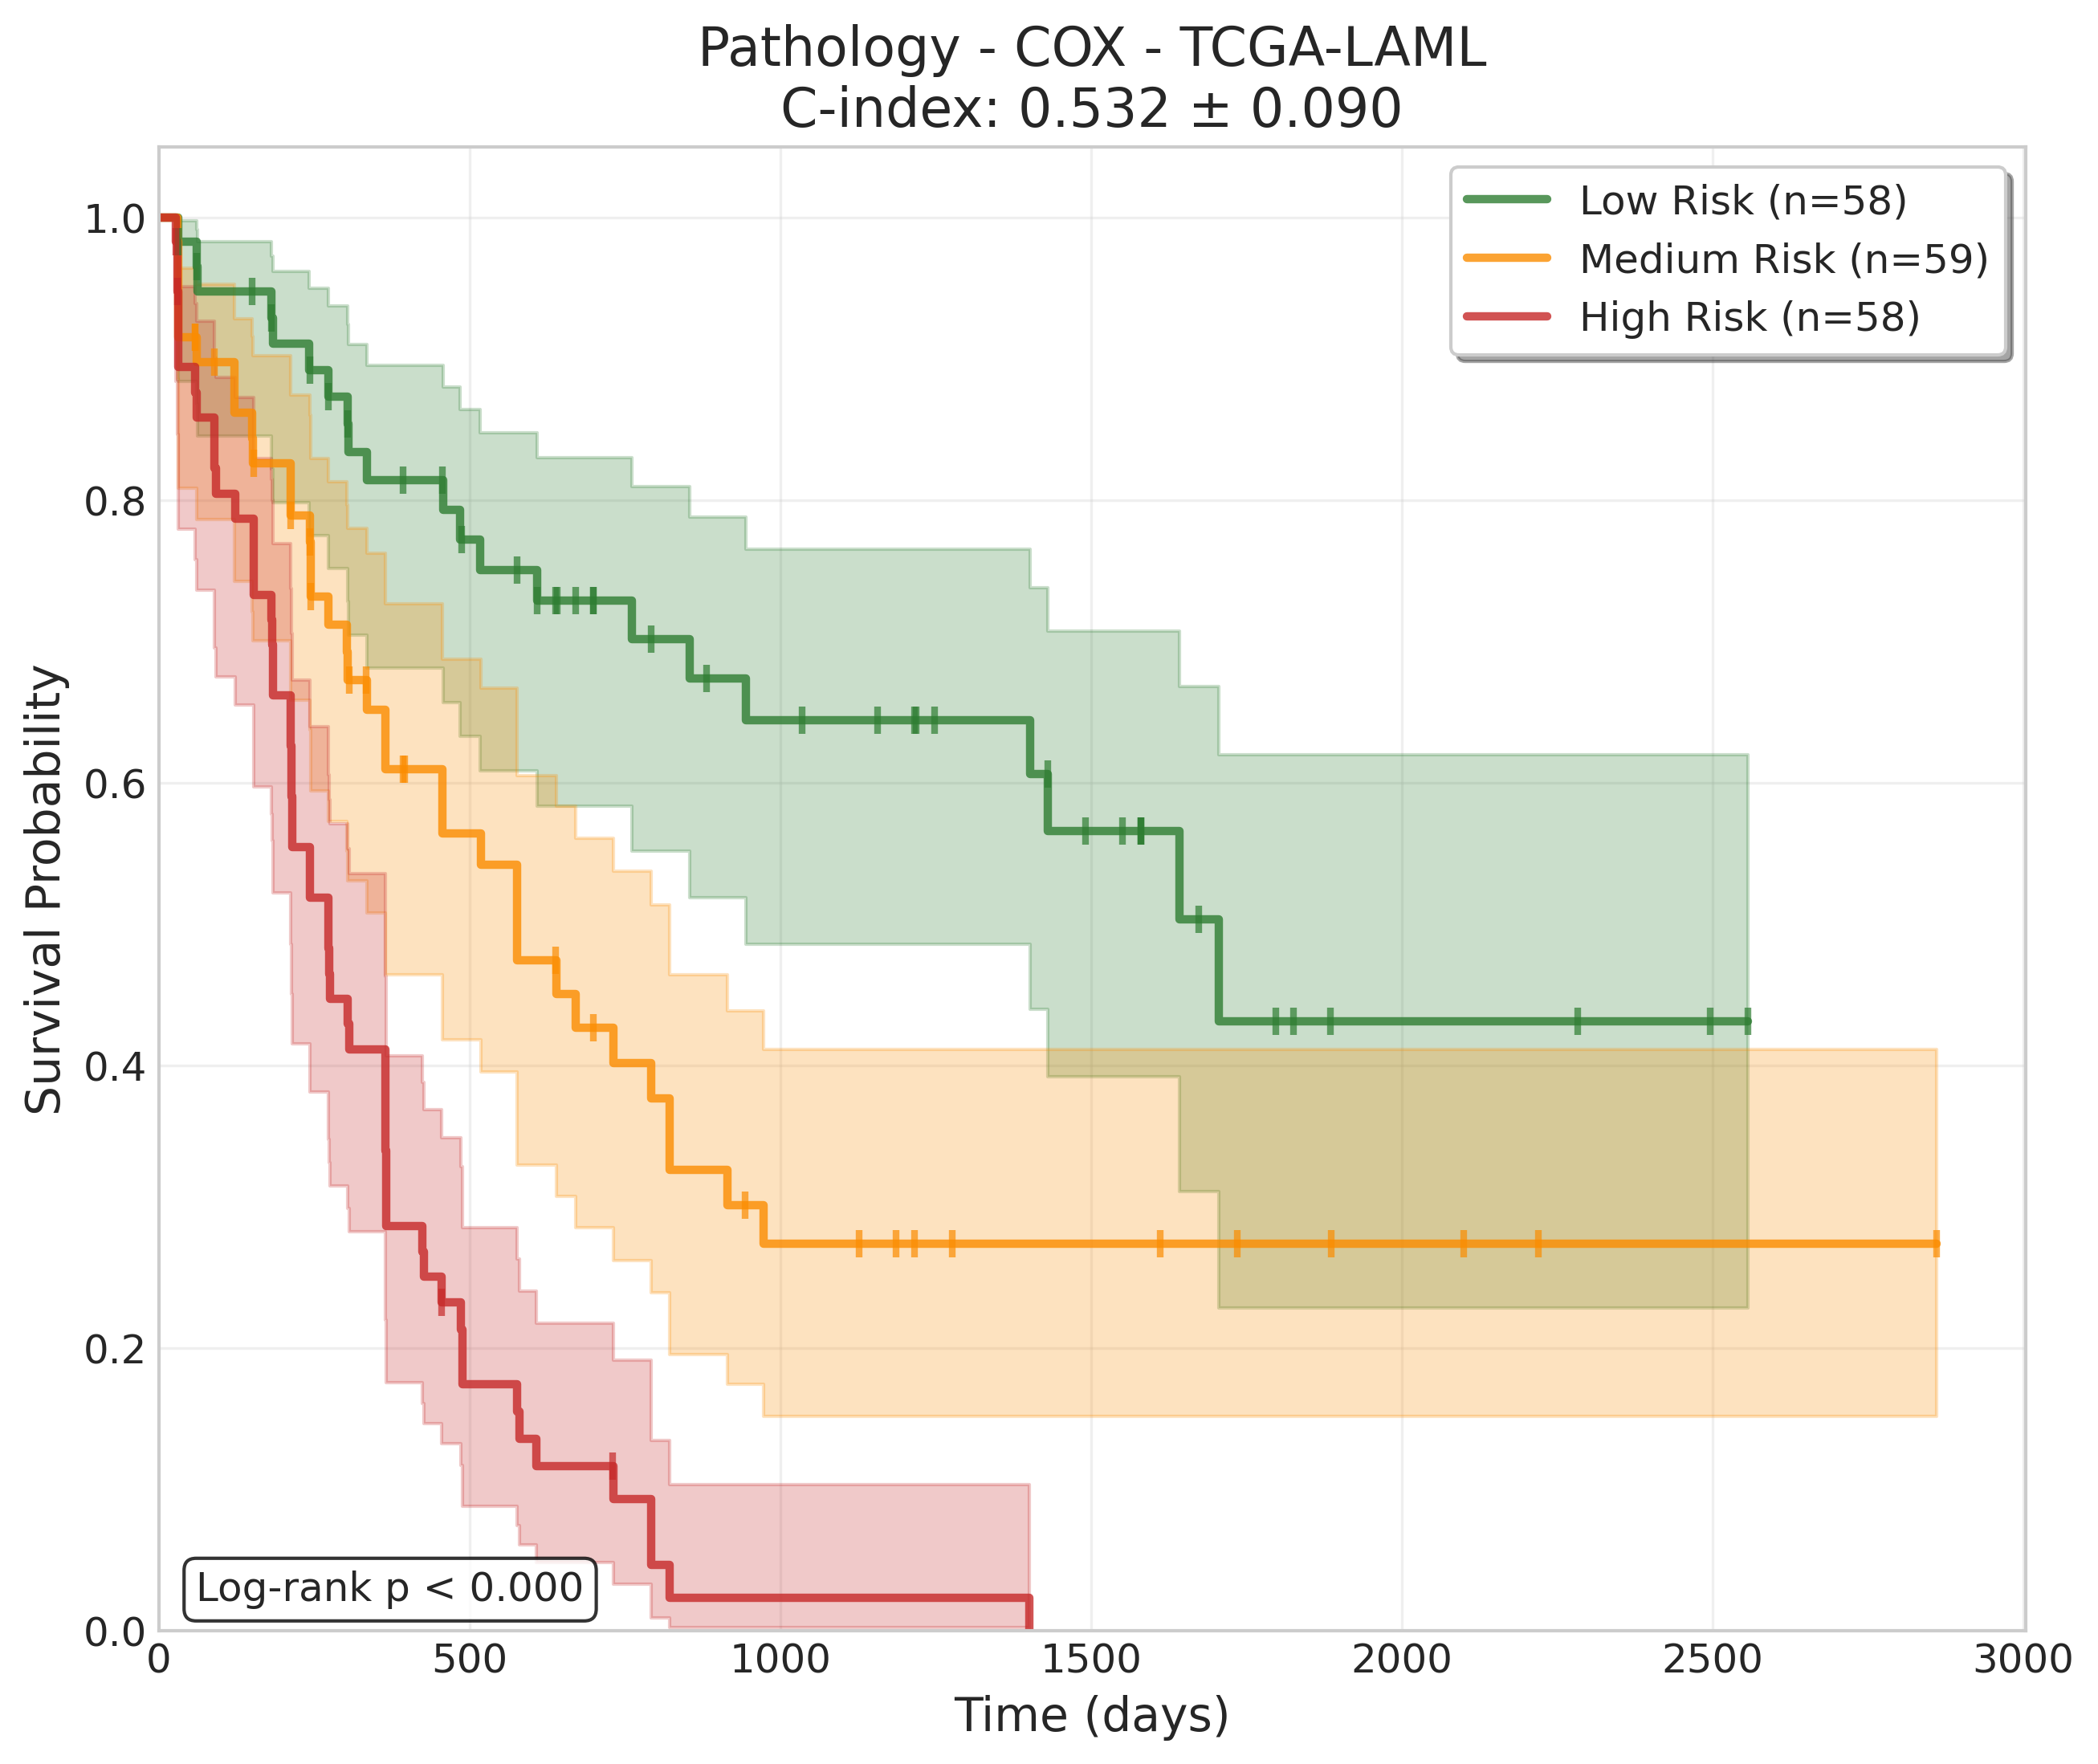 Pathology - COX - TCGA-LAML
C-index: 0.532 ± 0.090
Low Risk (n=58)
Medium Risk (n=59)
High Risk (n=58)
Survival Probability
1.0
0.8
0.6
0.4
0.2
0.0
Log-rank p < 0.000
0 500 1000 1500 2000 2500 3000
Time (days)